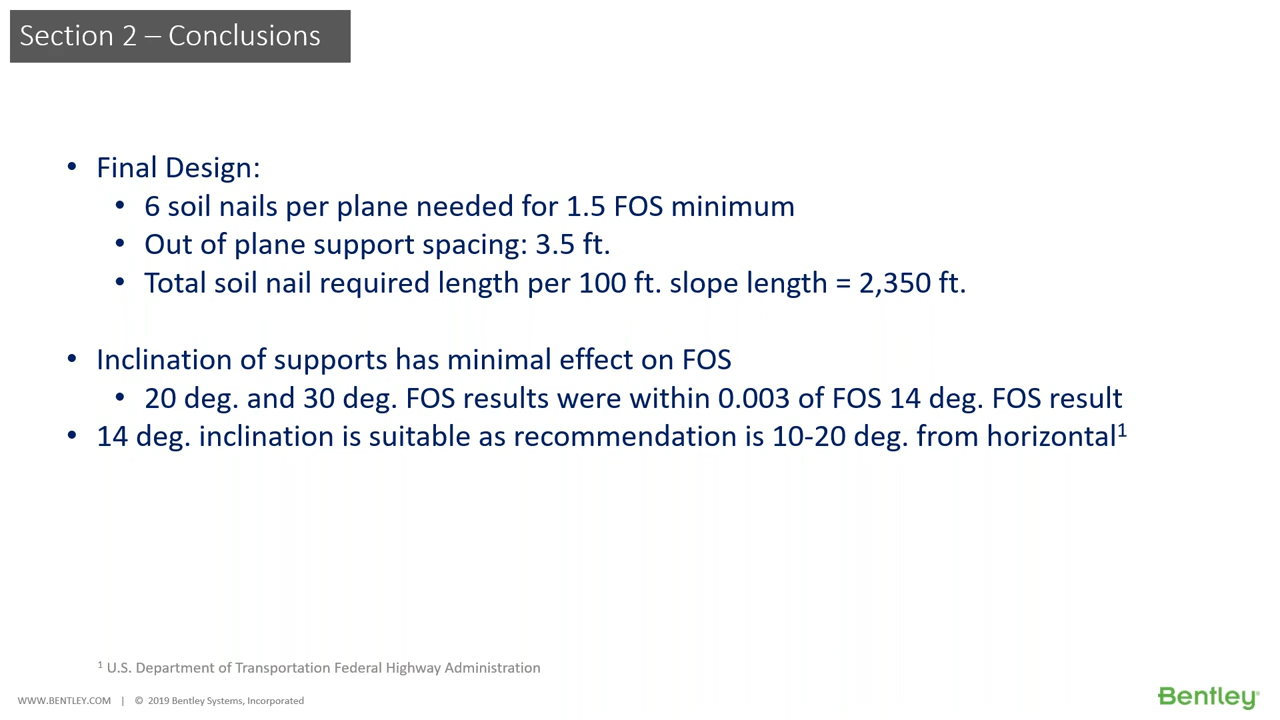 Section 2 – Conclusions
• Final Design:
• 6 soil nails per plane needed for 1.5 FOS minimum
• Out of plane support spacing: 3.5 ft.
• Total soil nail required length per 100 ft. slope length = 2,350 ft.
• Inclination of supports has minimal effect on FOS
• 20 deg. and 30 deg. FOS results were within 0.003 of FOS 14 deg. FOS result
• 14 deg. inclination is suitable as recommendation is 10-20 deg. from horizontal¹
¹ U.S. Department of Transportation Federal Highway Administration
WWW.BENTLEY.COM | © 2019 Bentley Systems, Incorporated
Bentley®